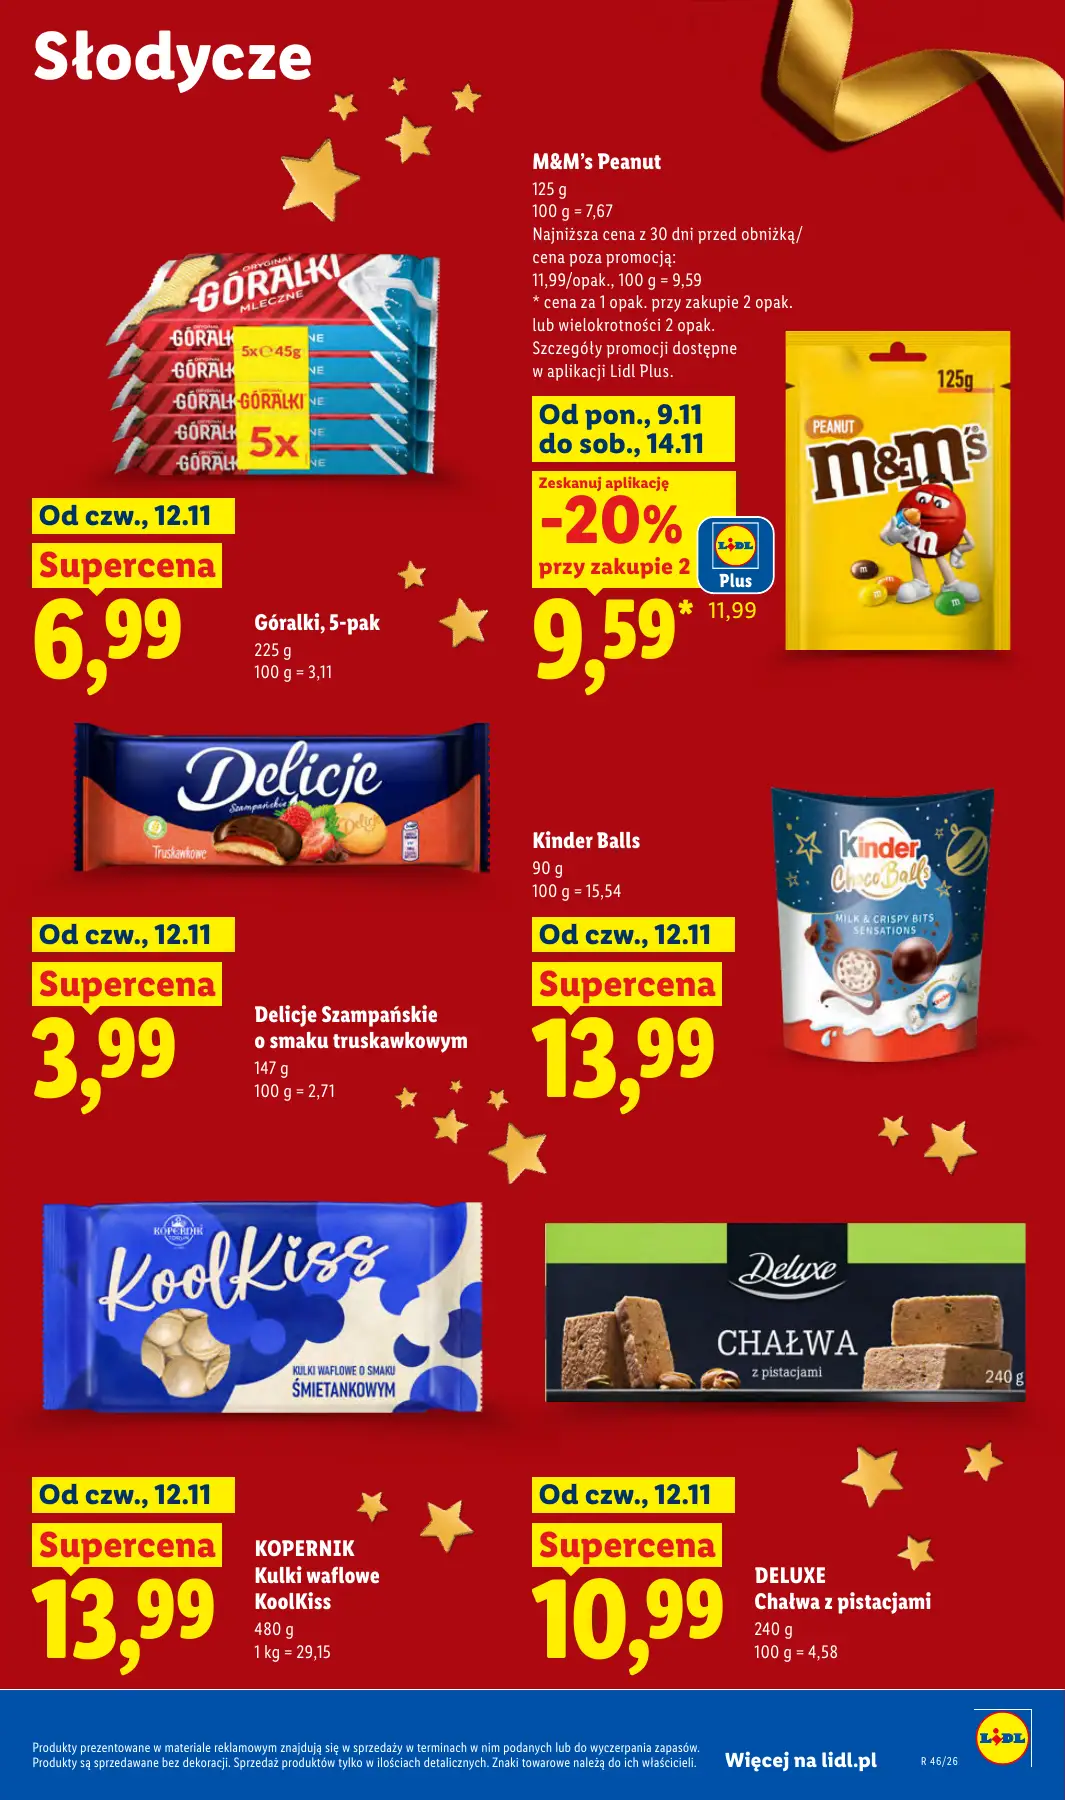 Słodycze
M&M's Peanut
125 g
100 g = 7,67
Najniższa cena z 30 dni przed obniżką/
cena poza promocją:
11,99/opak., 100 g = 9,59
* cena za 1 opak. przy zakupie 2 opak.
lub wielokrotności 2 opak.
Szczegóły promocji dostępne
w aplikacji Lidl Plus.
Od pon., 9.11
do sob., 14.11
Zeskanuj aplikację
-20%
przy zakupie 2
LIDL
Plus
9,59*
11,99
125g
PEANUT
m&m's
ORYGINAL
GÓRALKI
MLECZNE
5x℮45g
GÓRALKI
5x
Od czw., 12.11
Supercena
6,99
Góralki, 5-pak
225 g
100 g = 3,11
Delicje
Szampańskie
Truskawkowe
Od czw., 12.11
Supercena
3,99
Delicje Szampańskie
o smaku truskawkowym
147 g
100 g = 2,71
Kinder Balls
90 g
100 g = 15,54
Od czw., 12.11
Supercena
13,99
Kinder
ChocoBalls
MILK & CRISPY BITS
SENSATIONS
KOPERNIK
KoolKiss
KULKI WAFLOWE O SMAKU
ŚMIETANKOWYM
Od czw., 12.11
Supercena
13,99
KOPERNIK
Kulki waflowe
KoolKiss
480 g
1 kg = 29,15
Deluxe
CHAŁWA
z pistacjami
240 g
Od czw., 12.11
Supercena
10,99
DELUXE
Chałwa z pistacjami
240 g
100 g = 4,58
Produkty prezentowane w materiale reklamowym znajdują się w sprzedaży w terminach w nim podanych lub do wyczerpania zapasów.
Produkty są sprzedawane bez dekoracji. Sprzedaż produktów tylko w ilościach detalicznych. Znaki towarowe należą do ich właścicieli.
Więcej na lidl.pl
R 46/26
LIDL